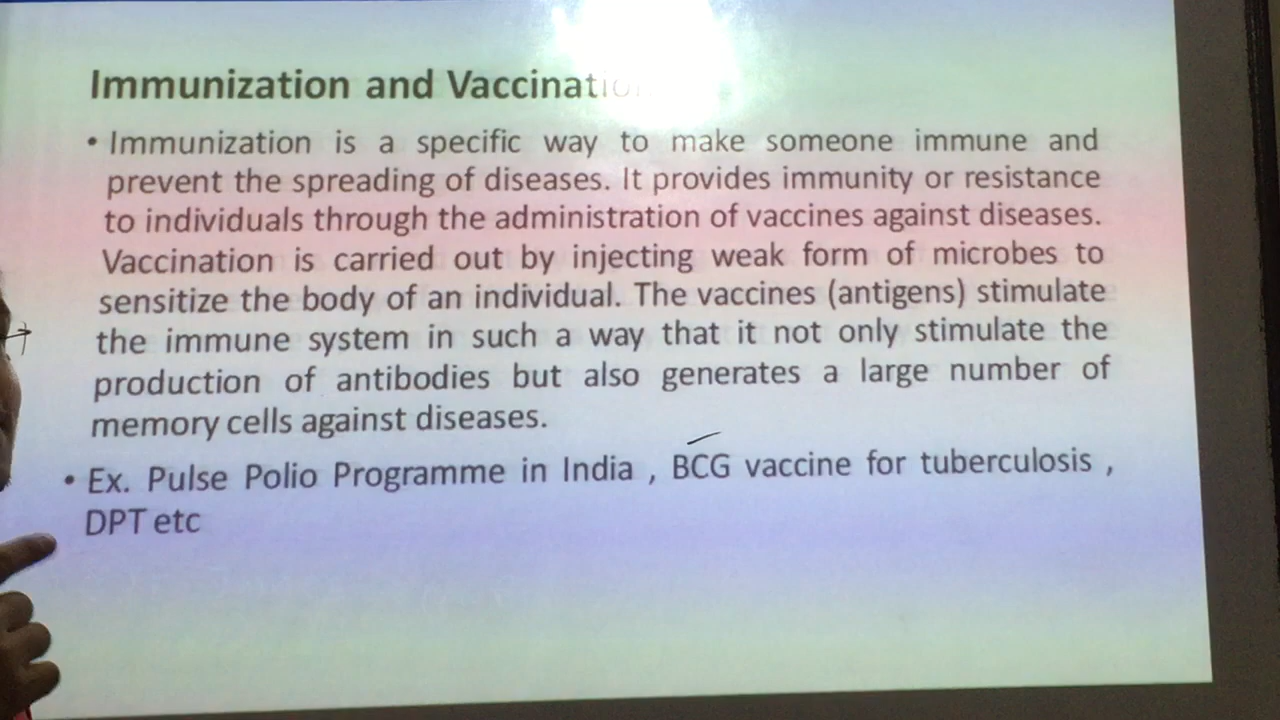 Immunization and Vaccinatio
• Immunization is a specific way to make someone immune and
prevent the spreading of diseases. It provides immunity or resistance
to individuals through the administration of vaccines against diseases.
Vaccination is carried out by injecting weak form of microbes to
sensitize the body of an individual. The vaccines (antigens) stimulate
the immune system in such a way that it not only stimulate the
production of antibodies but also generates a large number of
memory cells against diseases.
• Ex. Pulse Polio Programme in India , BCG vaccine for tuberculosis ,
DPT etc